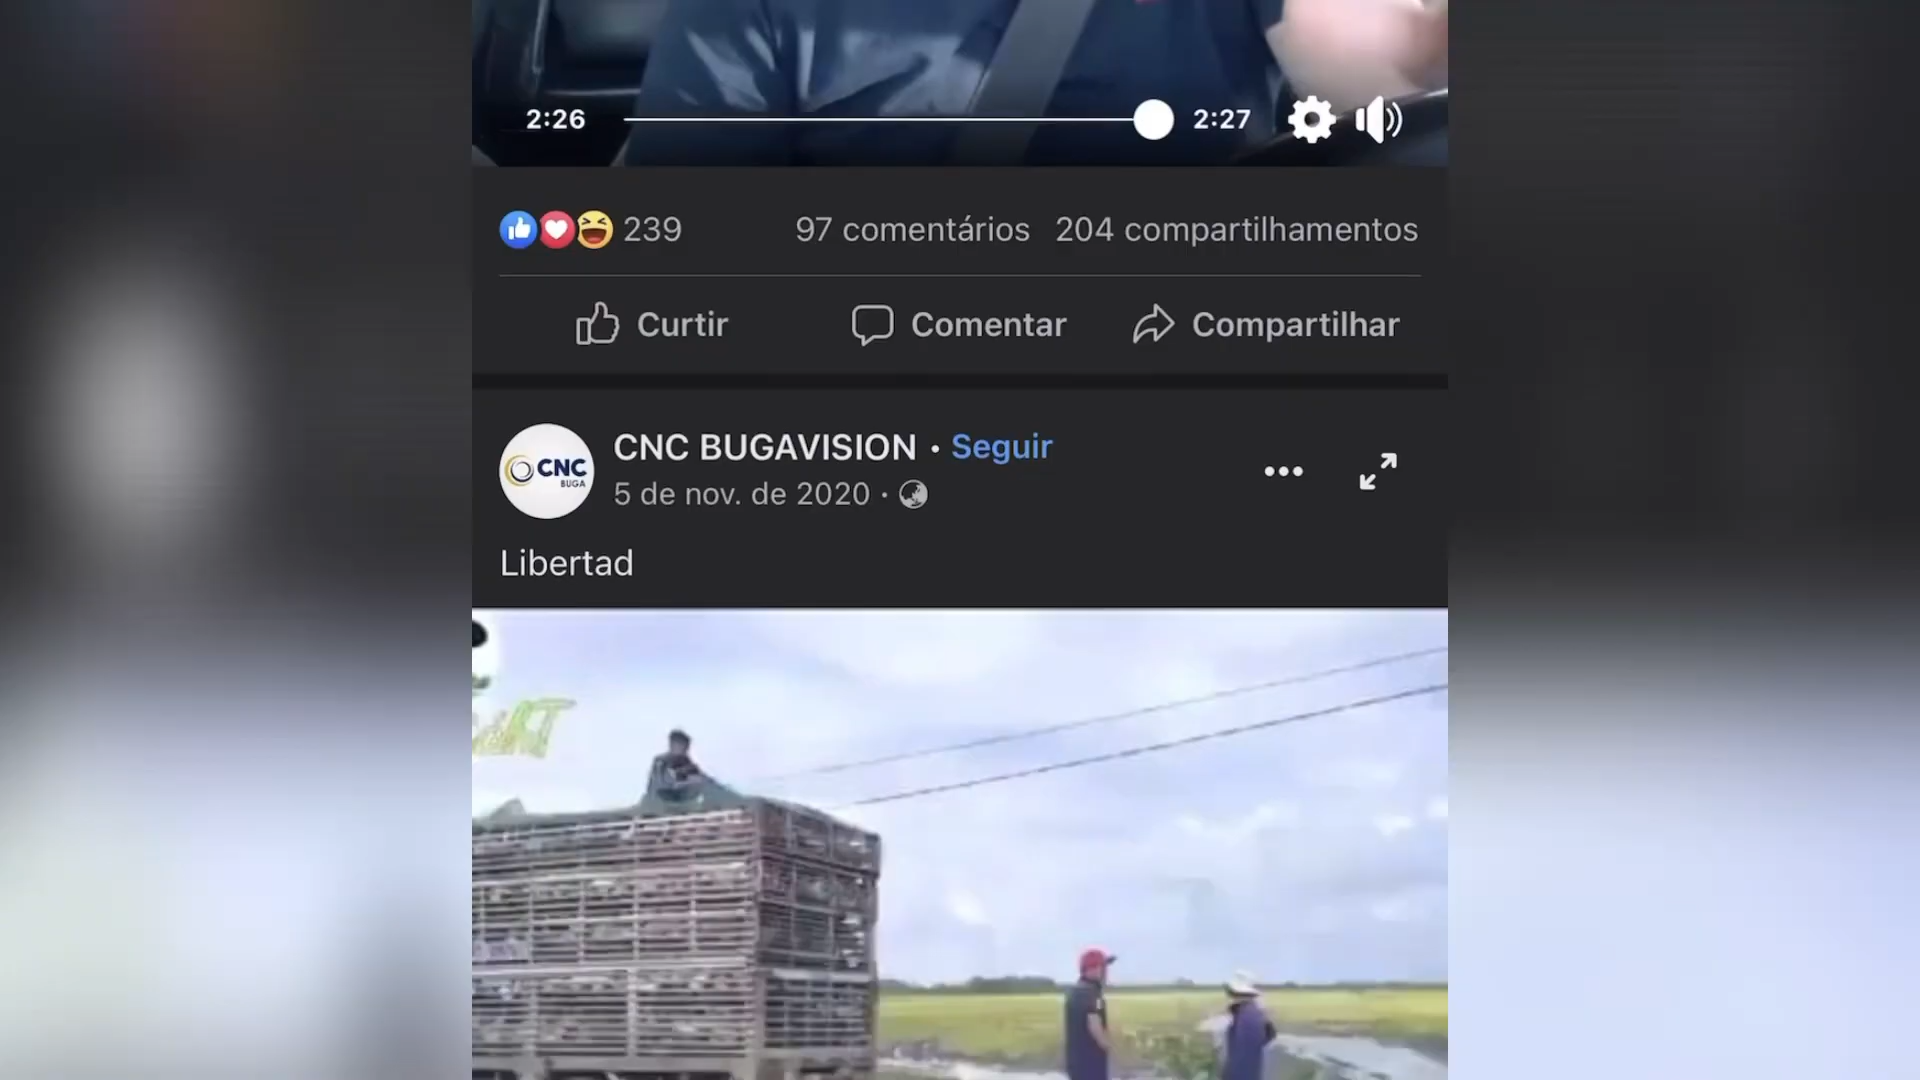 2:26 2:27
239 97 comentários 204 compartilhamentos
Curtir Comentar Compartilhar
CNC BUGAVISION · Seguir
CNC
BUGA
5 de nov. de 2020 ·
Libertad